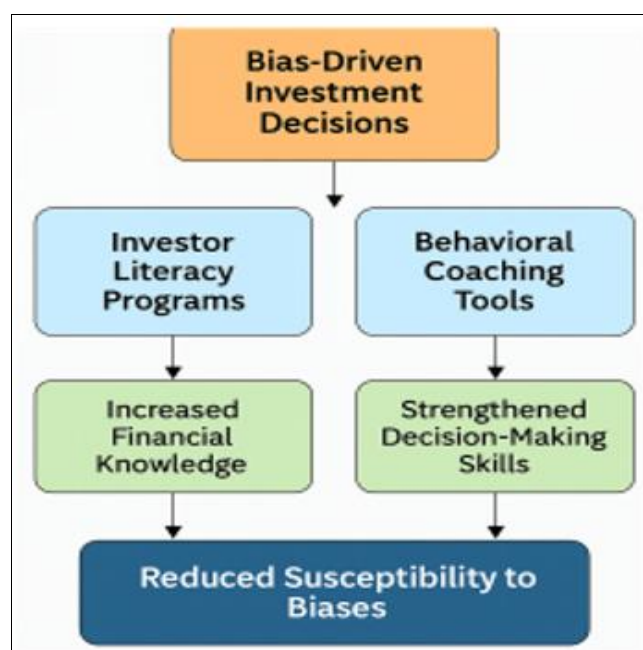 Bias-Driven
Investment
Decisions
Investor
Literacy
Programs
Behavioral
Coaching
Tools
Increased
Financial
Knowledge
Strengthened
Decision-Making
Skills
Reduced Susceptibility to
Biases